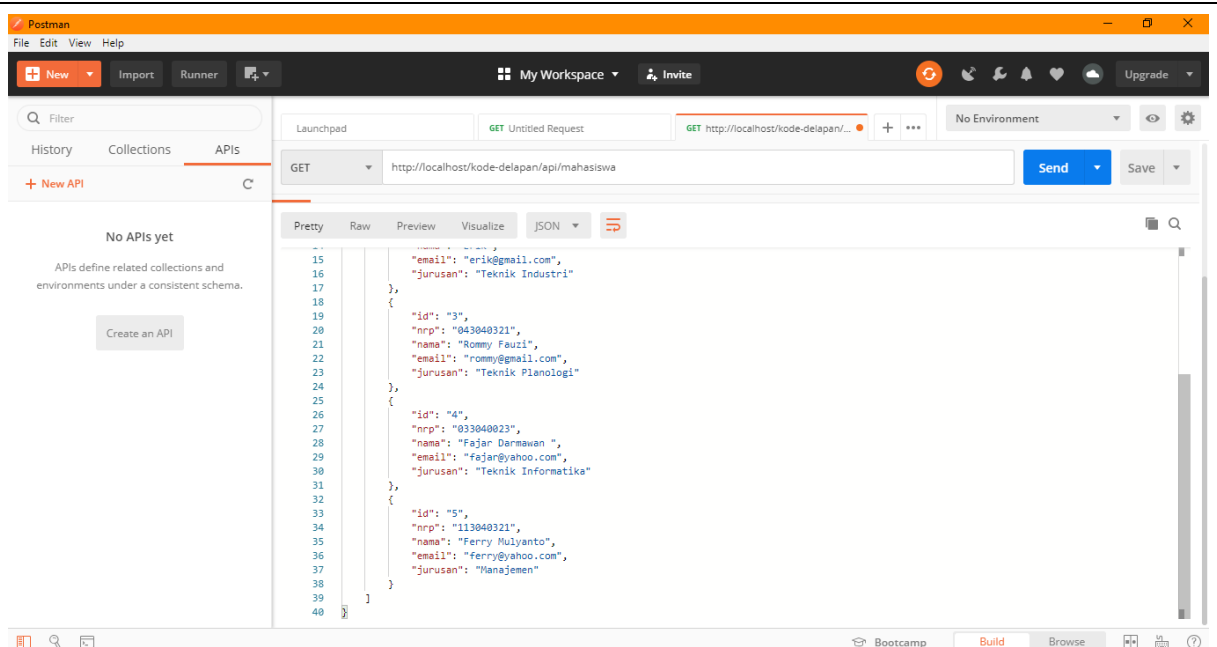 Postman
File Edit View Help
New Import Runner My Workspace Invite Upgrade
Filter
History Collections APIs
+ New API
No APIs yet
APIs define related collections and
environments under a consistent schema.
Create an API
Launchpad GET Untitled Request GET http://localhost/kode-delapan/... + ••• No Environment
GET http://localhost/kode-delapan/api/mahasiswa Send Save
Pretty Raw Preview Visualize JSON
15 "email": "erik@gmail.com",
16 "jurusan": "Teknik Industri"
17 },
18 {
19 "id": "3",
20 "nrp": "043040321",
21 "nama": "Rommy Fauzi",
22 "email": "rommy@gmail.com",
23 "jurusan": "Teknik Planologi"
24 },
25 {
26 "id": "4",
27 "nrp": "033040023",
28 "nama": "Fajar Darmawan ",
29 "email": "fajar@yahoo.com",
30 "jurusan": "Teknik Informatika"
31 },
32 {
33 "id": "5",
34 "nrp": "113040321",
35 "nama": "Ferry Mulyanto",
36 "email": "ferry@yahoo.com",
37 "jurusan": "Manajemen"
38 }
39 ]
40 }
Bootcamp Build Browse